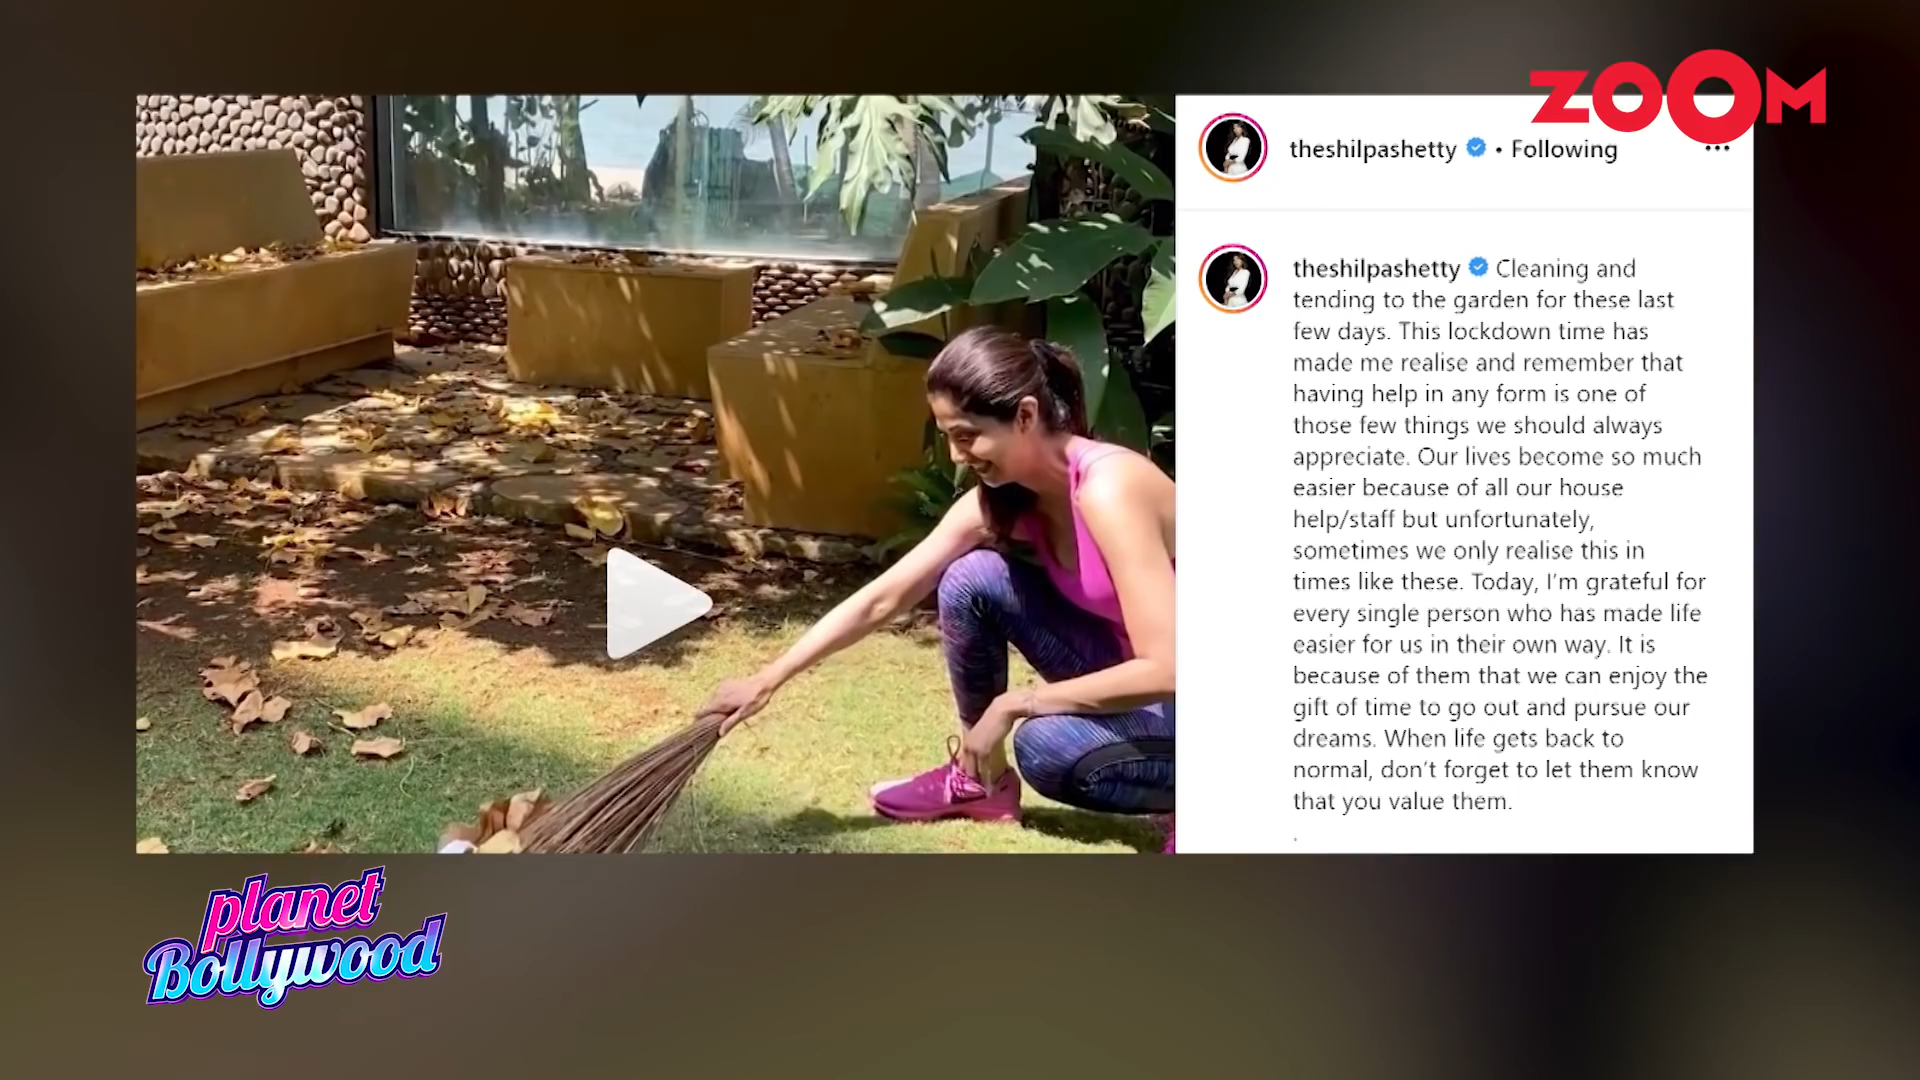 ZOOM
theshilpashetty • Following
theshilpashetty Cleaning and
tending to the garden for these last
few days. This lockdown time has
made me realise and remember that
having help in any form is one of
those few things we should always
appreciate. Our lives become so much
easier because of all our house
help/staff but unfortunately,
sometimes we only realise this in
times like these. Today, I'm grateful for
every single person who has made life
easier for us in their own way. It is
because of them that we can enjoy the
gift of time to go out and pursue our
dreams. When life gets back to
normal, don't forget to let them know
that you value them.
.
planet
Bollywood